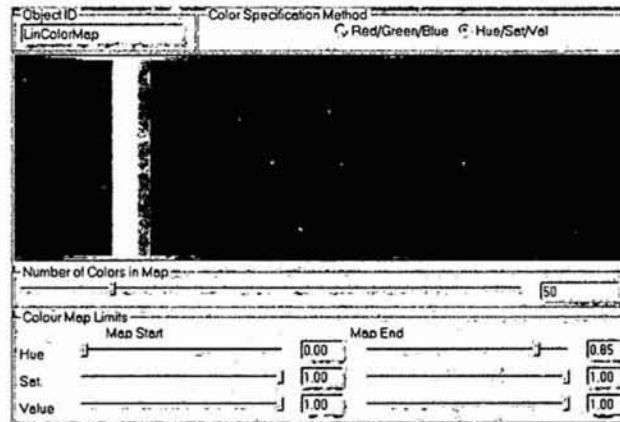 Object ID
LinColorMap
Color Specification Method
Red/Green/Blue Hue/Sat/Val
Number of Colors in Map
50
Colour Map Limits
Map Start Map End
Hue 0.00 0.85
Sat. 1.00 1.00
Value 1.00 1.00